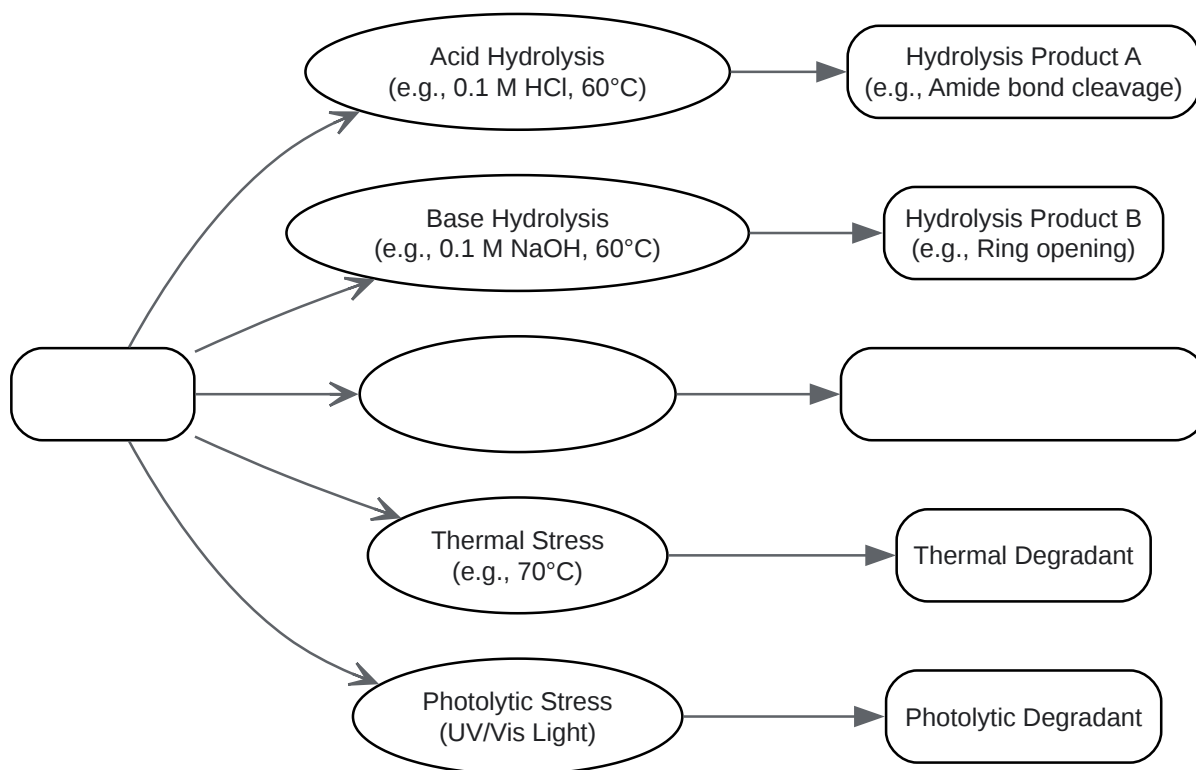 Acid Hydrolysis
(e.g., 0.1 M HCl, 60°C)
Hydrolysis Product A
(e.g., Amide bond cleavage)
Base Hydrolysis
(e.g., 0.1 M NaOH, 60°C)
Hydrolysis Product B
(e.g., Ring opening)
Thermal Stress
(e.g., 70°C)
Thermal Degradant
Photolytic Stress
(UV/Vis Light)
Photolytic Degradant